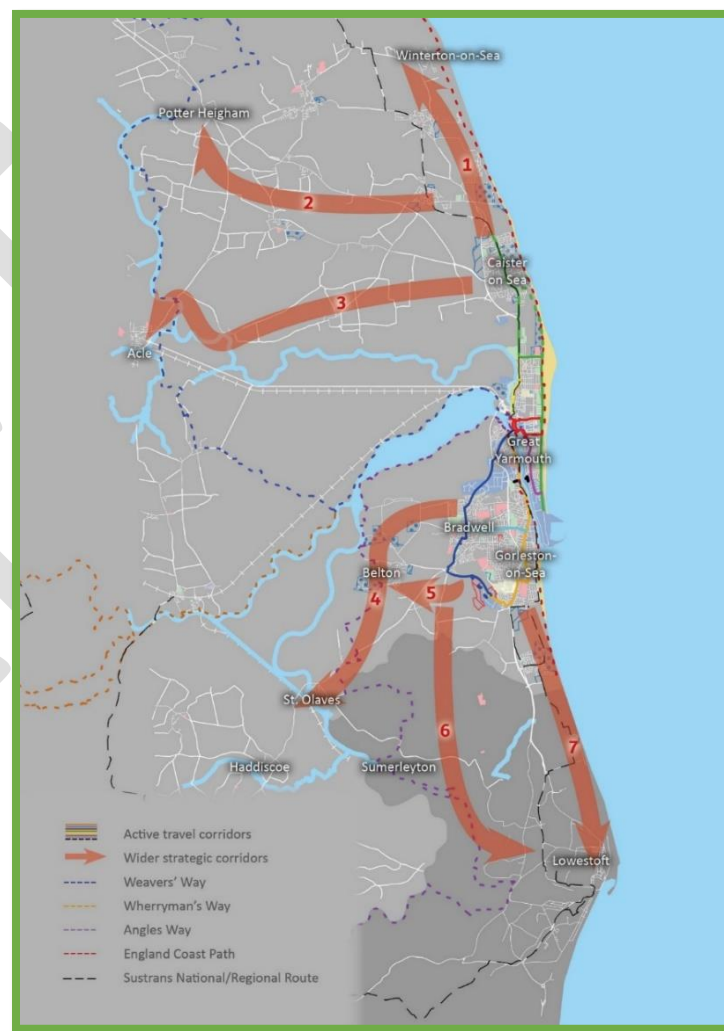 Winterton-on-Sea
Potter Heigham
1
2
Caister
on Sea
3
Acle
Great
Yarmouth
Bradwell
Gorleston-
on-Sea
Belton
4
5
St. Olaves
6
7
Haddiscoe
Sumerleyton
Lowestoft
Active travel corridors
Wider strategic corridors
Weavers' Way
Wherryman's Way
Angles Way
England Coast Path
Sustrans National/Regional Route